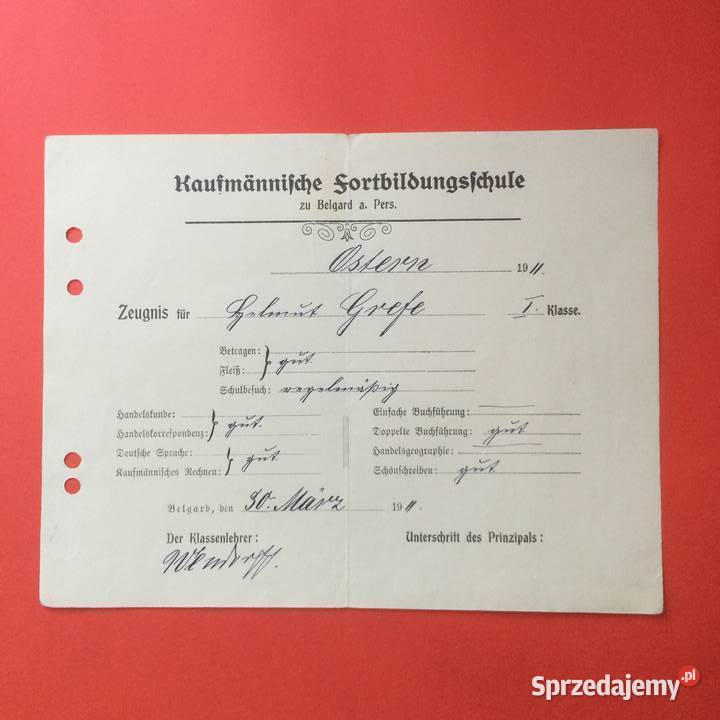 Kaufmännische Fortbildungsschule
zu Belgard a. Pers.
Ostern 1911.
Zeugnis für Helmut Grefe I. Klasse.
Betragen: } gut
Fleiß:
Schulbesuch: regelmäßig
Handelskunde: } gut.
Handelskorrespondenz:
Deutsche Sprache: } gut
Kaufmännisches Rechnen:
Einfache Buchführung:
Doppelte Buchführung: gut
Handelsgeographie:
Schönschreiben: gut
Belgard, den 30. März 1911.
Der Klassenlehrer:
Unterschrift des Prinzipals:
Sprzedajemy.pl